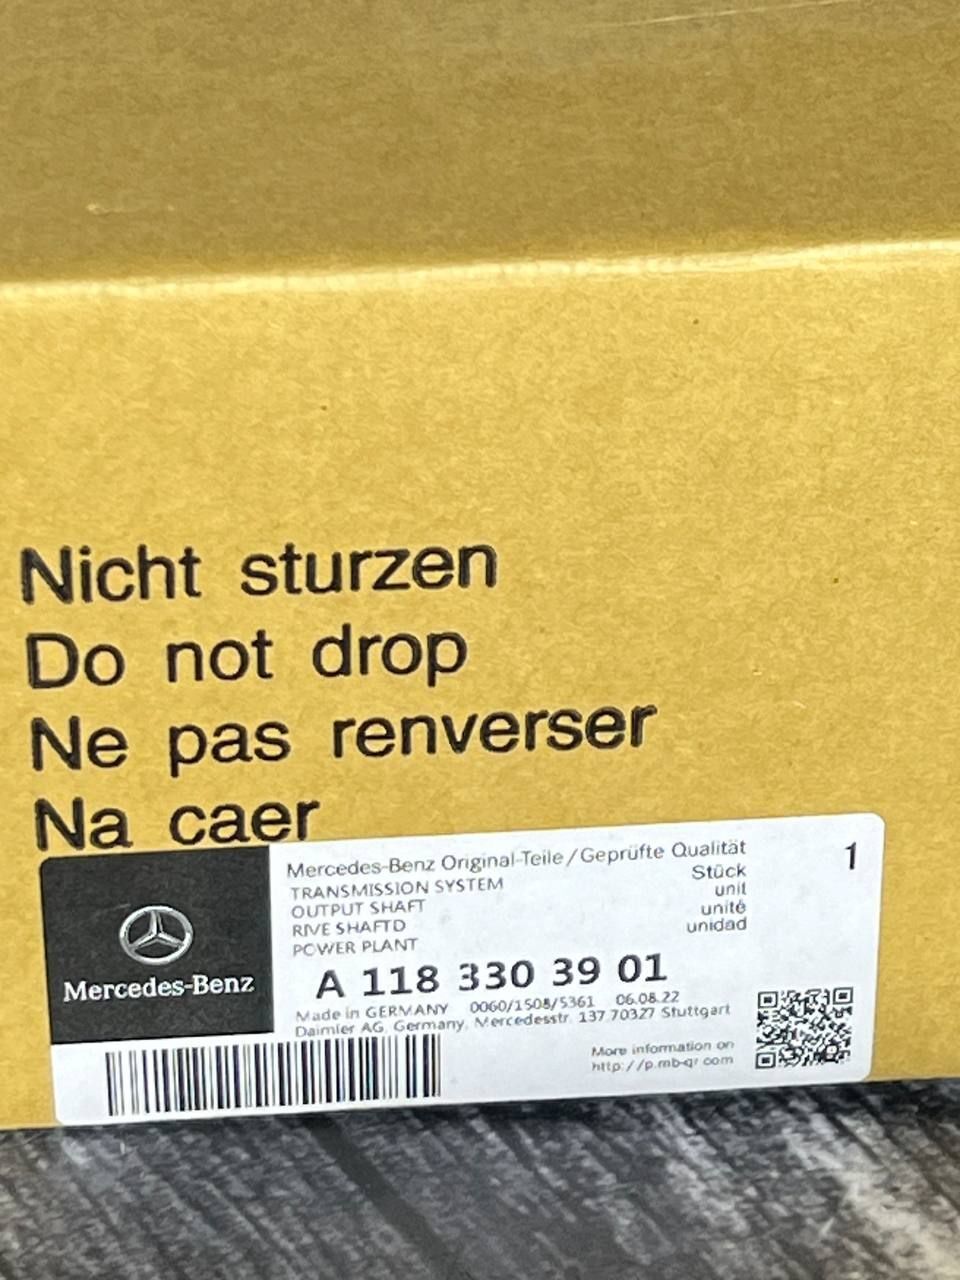 Nicht sturzen
Do not drop
Ne pas renverser
Na caer
Mercedes-Benz Original-Teile/Geprüfte Qualität
1
TRANSMISSION SYSTEM
Stück
OUTPUT SHAFT
unit
RIVE SHAFTD
unité
POWER PLANT
unidad
Mercedes-Benz
A 118 330 39 01
Made in GERMANY 0060/1508/5361 06.08.22
Daimler AG, Germany, Mercedesstr. 137 70327 Stuttgart
More information on
http://p.mb-qr.com